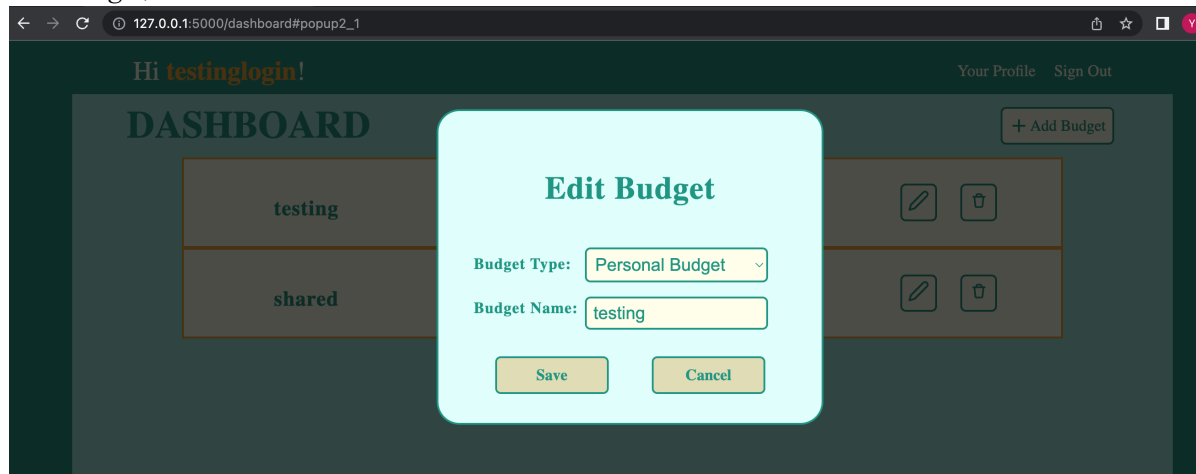 127.0.0.1:5000/dashboard#popup2_1
Y
Hi testinglogin!
Your Profile Sign Out
DASHBOARD
+ Add Budget
testing
shared
Edit Budget
Budget Type: Personal Budget
Budget Name: testing
Save Cancel